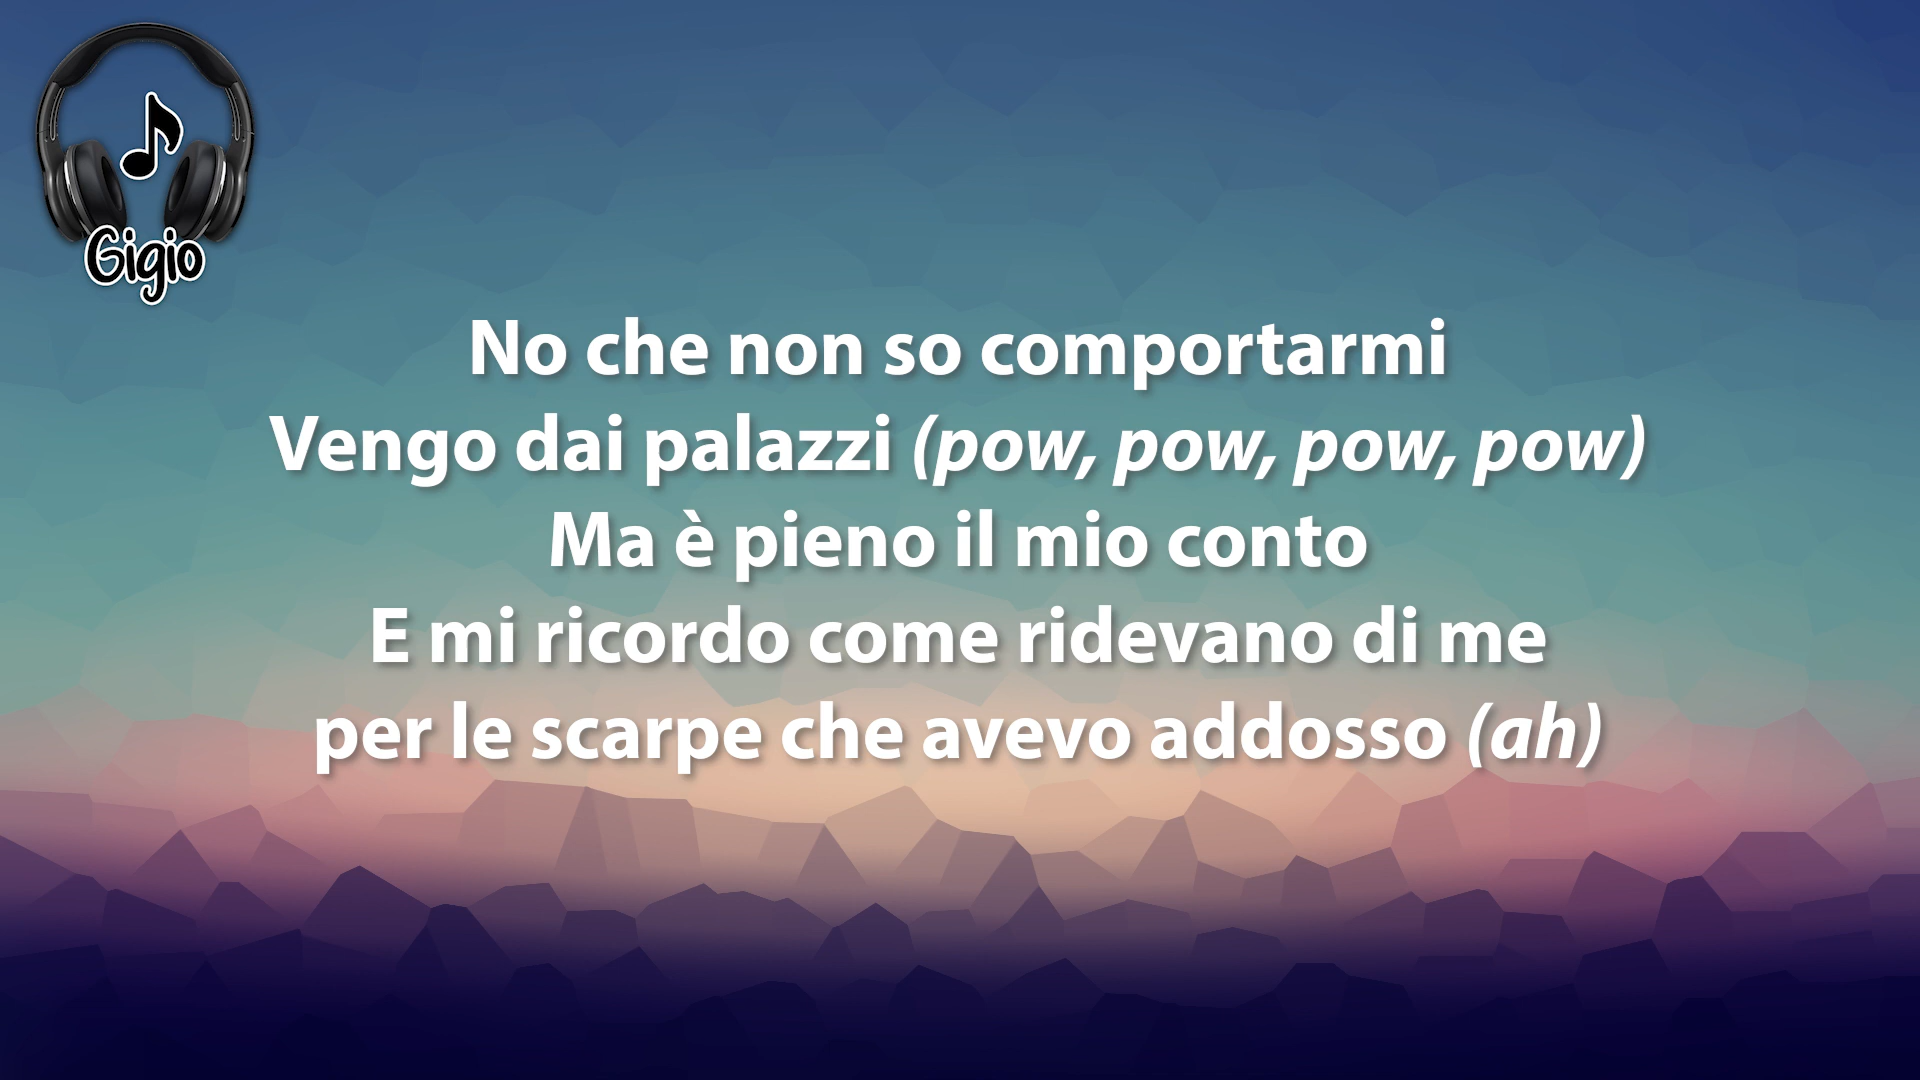 Gigio
No che non so comportarmi
Vengo dai palazzi (pow, pow, pow, pow)
Ma è pieno il mio conto
E mi ricordo come ridevano di me
per le scarpe che avevo addosso (ah)